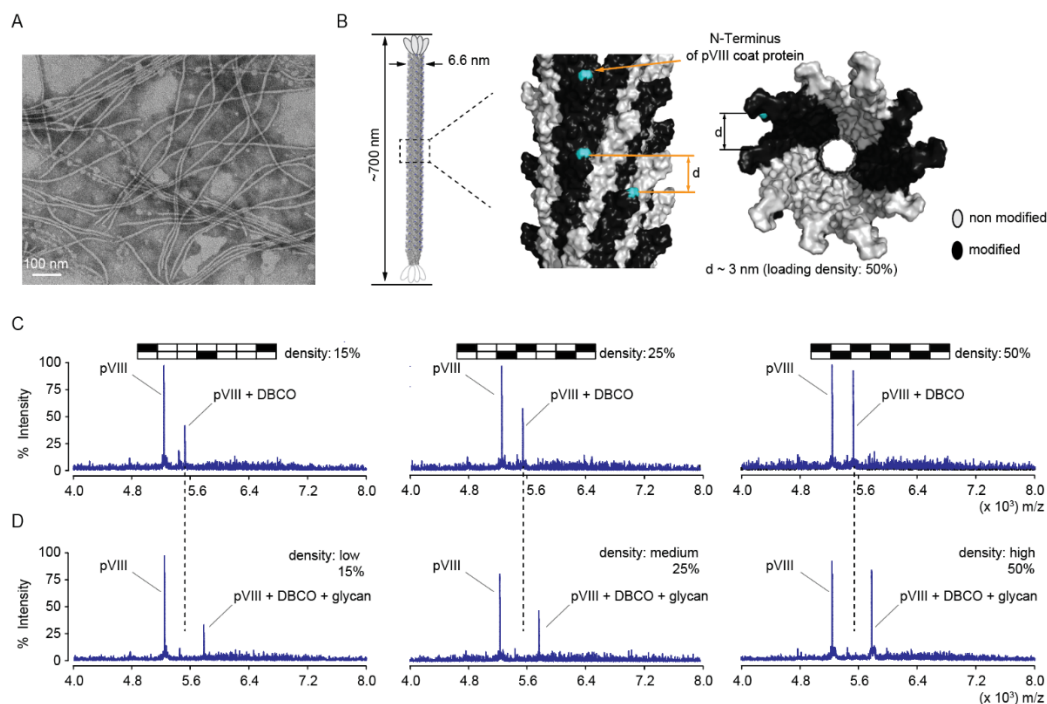 A
100 nm
B
6.6 nm
~700 nm
N-Terminus
of pVIII coat protein
d
d
non modified
modified
d ~ 3 nm (loading density: 50%)
C
density: 15%
pVIII
pVIII + DBCO
% Intensity
100
75
50
25
0
4.0 4.8 5.6 6.4 7.2 8.0
density: 25%
pVIII
pVIII + DBCO
4.0 4.8 5.6 6.4 7.2 8.0
density: 50%
pVIII
pVIII + DBCO
4.0 4.8 5.6 6.4 7.2 8.0
(x 10³) m/z
D
density: low
15%
pVIII
pVIII + DBCO + glycan
% Intensity
100
75
50
25
0
4.0 4.8 5.6 6.4 7.2 8.0
density: medium
25%
pVIII
pVIII + DBCO + glycan
4.0 4.8 5.6 6.4 7.2 8.0
density: high
50%
pVIII
pVIII + DBCO + glycan
4.0 4.8 5.6 6.4 7.2 8.0
(x 10³) m/z